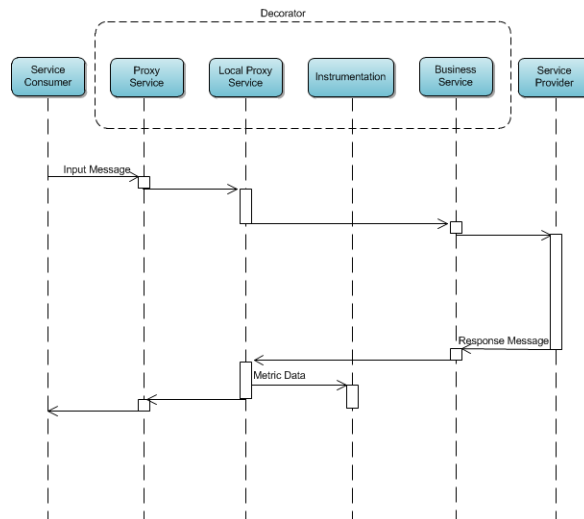 Decorator
Service
Consumer
Proxy
Service
Local Proxy
Service
Instrumentation
Business
Service
Service
Provider
Input Message
Response Message
Metric Data